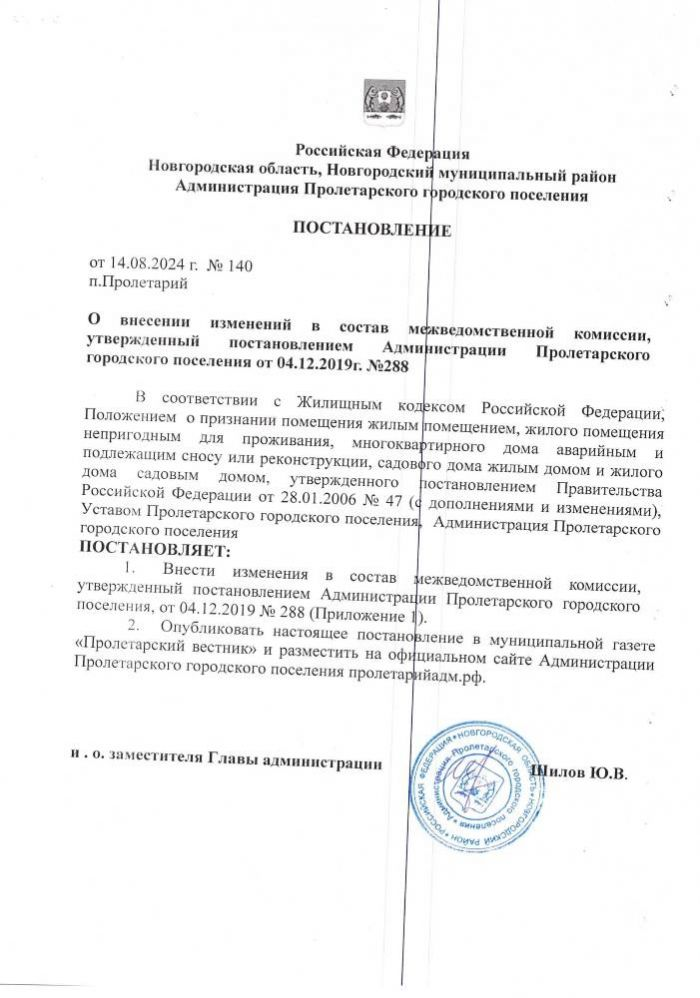 Российская Федерация
Новгородская область, Новгородский муниципальный район
Администрация Пролетарского городского поселения
ПОСТАНОВЛЕНИЕ
от 14.08.2024 г. № 140
п.Пролетарий
О внесении изменений в состав межведомственной комиссии,
утвержденный постановлением Администрации Пролетарского
городского поселения от 04.12.2019г. №288
В соответствии с Жилищным кодексом Российской Федерации,
Положением о признании помещения жилым помещением, жилого помещения
непригодным для проживания, многоквартирного дома аварийным и
подлежащим сносу или реконструкции, садового дома жилым домом и жилого
дома садовым домом, утвержденного постановлением Правительства
Российской Федерации от 28.01.2006 № 47 (с дополнениями и изменениями),
Уставом Пролетарского городского поселения, Администрация Пролетарского
городского поселения
ПОСТАНОВЛЯЕТ:
1. Внести изменения в состав межведомственной комиссии,
утвержденный постановлением Администрации Пролетарского городского
поселения, от 04.12.2019 № 288 (Приложение 1).
2. Опубликовать настоящее постановление в муниципальной газете
«Пролетарский вестник» и разместить на официальном сайте Администрации
Пролетарского городского поселения пролетарийадм.рф.
и . о. заместителя Главы администрации Шилов Ю.В.
РОССИЙСКАЯ ФЕДЕРАЦИЯ • НОВГОРОДСКАЯ ОБЛАСТЬ • НОВГОРОДСКИЙ РАЙОН •
Администрация Пролетарского городского поселения